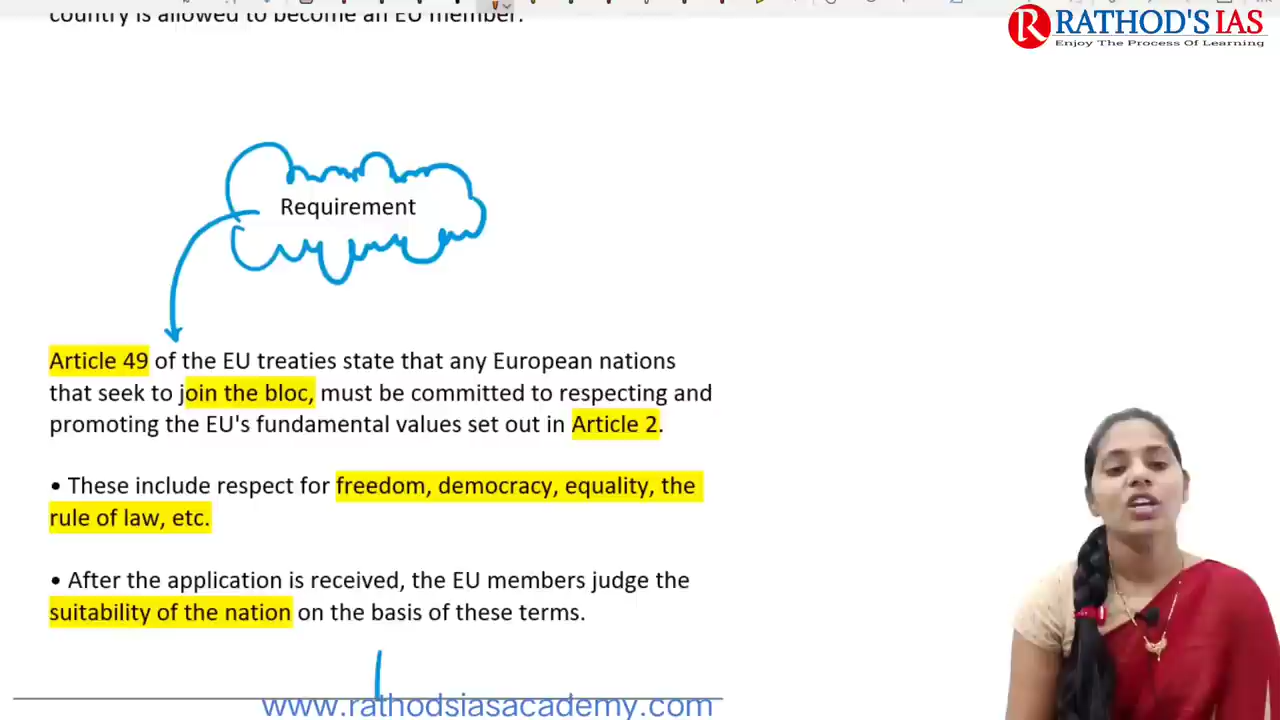 country is allowed to become an EU member.
RATHOD'S IAS
Enjoy The Process Of Learning
Requirement
Article 49 of the EU treaties state that any European nations
that seek to join the bloc, must be committed to respecting and
promoting the EU's fundamental values set out in Article 2.
• These include respect for freedom, democracy, equality, the
rule of law, etc.
• After the application is received, the EU members judge the
suitability of the nation on the basis of these terms.
www.rathodsiasacademy.com